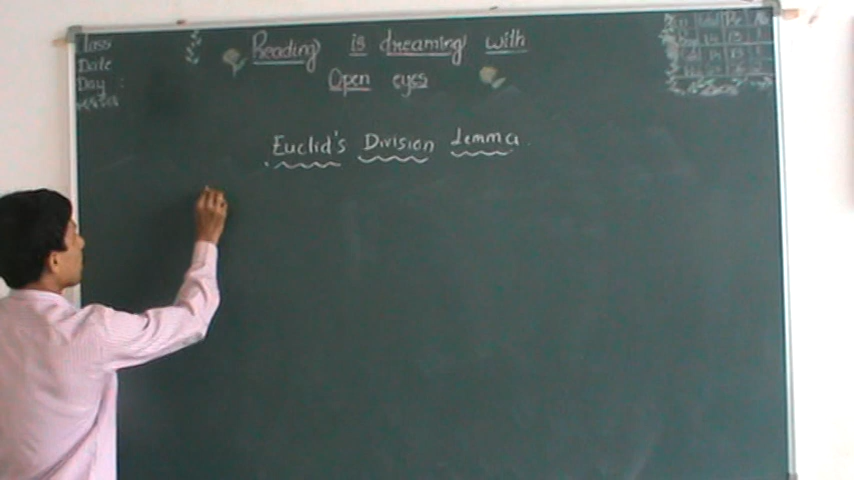 Class
Date
Day :
Reading is dreaming with
Open eyes
Euclid's Division Lemma.